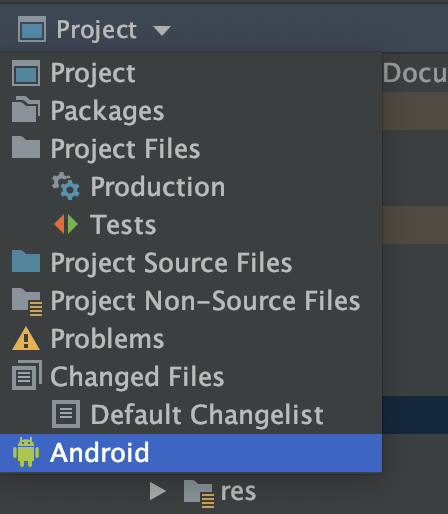 Project
Project
Docu
Packages
Project Files
Production
Tests
Project Source Files
Project Non-Source Files
Problems
Changed Files
Default Changelist
Android
res